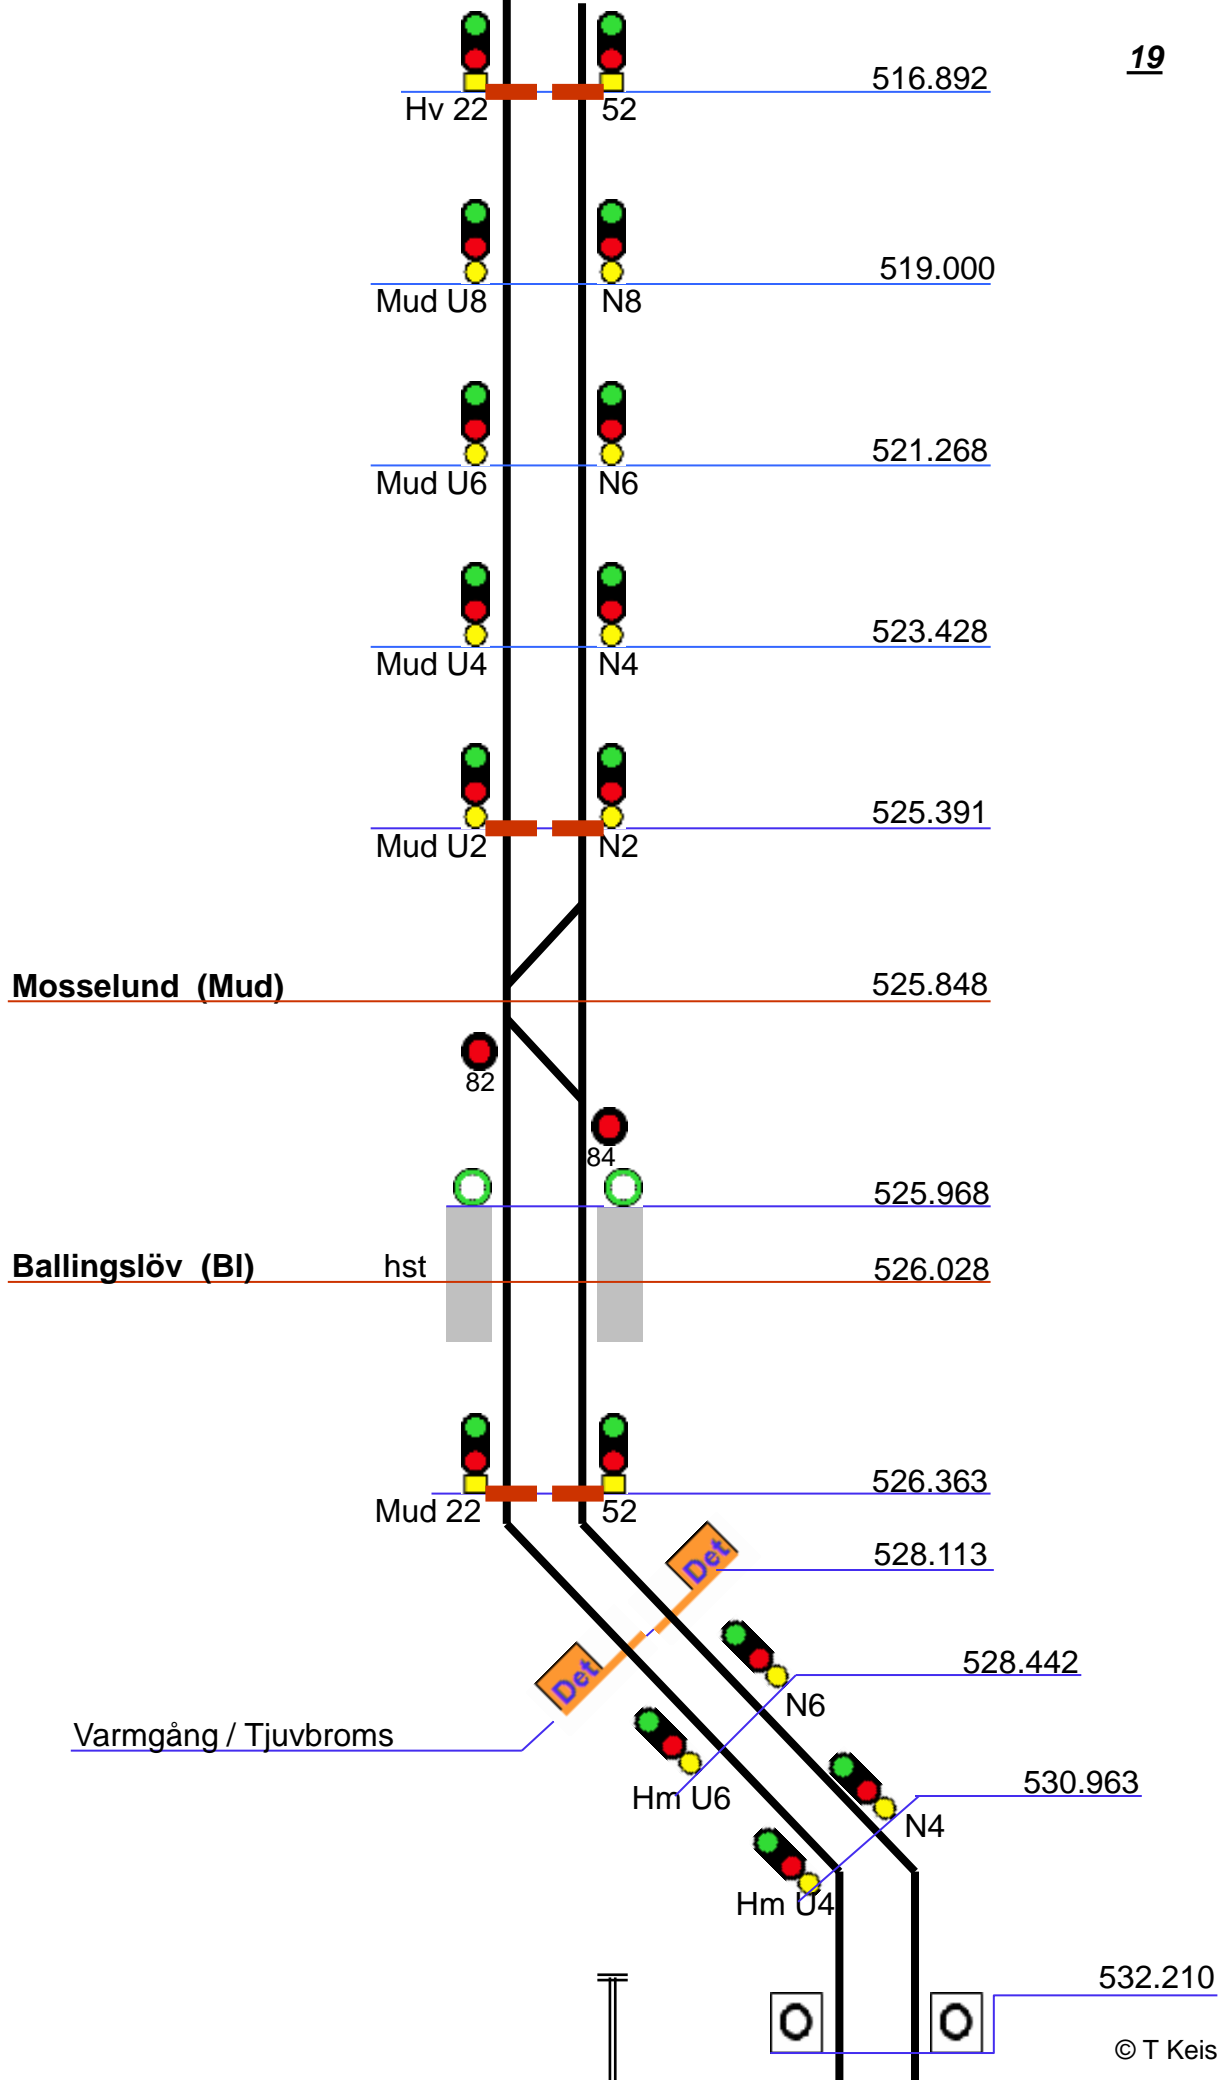 19
516.892
Hv 22
52
519.000
Mud U8
N8
521.268
Mud U6
N6
523.428
Mud U4
N4
525.391
Mud U2
N2
Mosselund (Mud)
525.848
82
84
525.968
Ballingslöv (Bl)
hst
526.028
526.363
Mud 22
52
528.113
Det
528.442
Det
N6
Varmgång / Tjuvbroms
530.963
Hm U6
N4
Hm U4
532.210
O
O
© T Keis